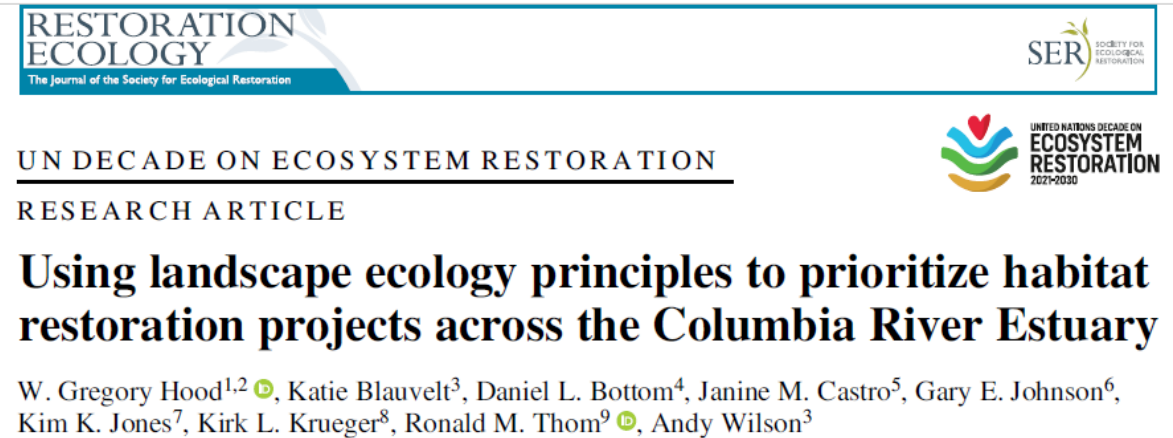 RESTORATION
ECOLOGY
The Journal of the Society for Ecological Restoration
SER
SOCIETY FOR
ECOLOGICAL
RESTORATION
UNITED NATIONS DECADE ON
ECOSYSTEM
RESTORATION
2021-2030
UN DECADE ON ECOSYSTEM RESTORATION
RESEARCH ARTICLE
Using landscape ecology principles to prioritize habitat
restoration projects across the Columbia River Estuary
W. Gregory Hood1,2 iD, Katie Blauvelt3, Daniel L. Bottom4, Janine M. Castro5, Gary E. Johnson6,
Kim K. Jones7, Kirk L. Krueger8, Ronald M. Thom9 iD, Andy Wilson3